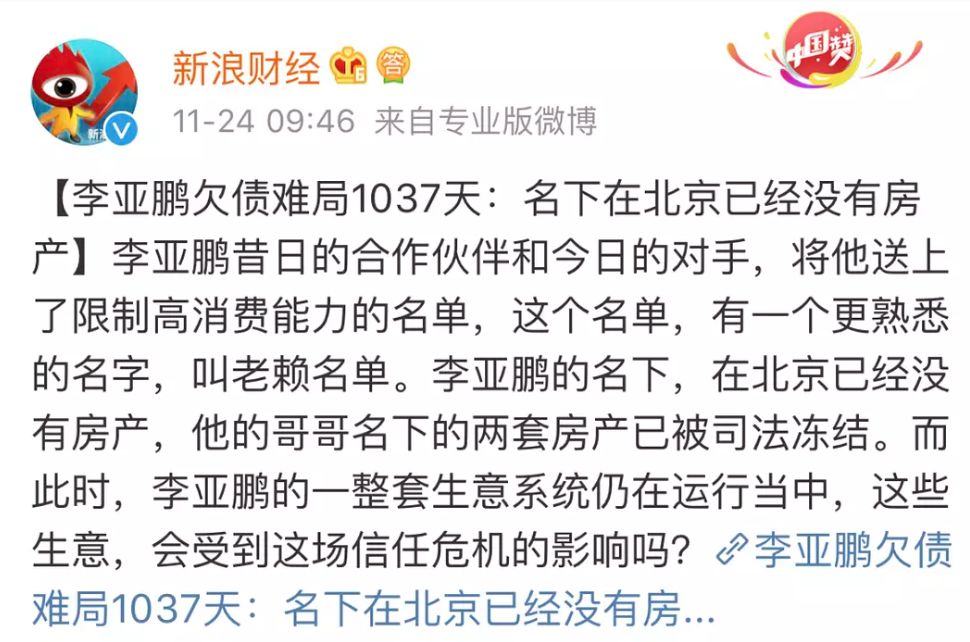 新浪财经
答
中国赞
新浪
11-24 09:46 来自专业版微博
【李亚鹏欠债难局1037天：名下在北京已经没有房
产】李亚鹏昔日的合作伙伴和今日的对手，将他送上
了限制高消费能力的名单，这个名单，有一个更熟悉
的名字，叫老赖名单。李亚鹏的名下，在北京已经没
有房产，他的哥哥名下的两套房产已被司法冻结。而
此时，李亚鹏的一整套生意系统仍在运行当中，这些
生意，会受到这场信任危机的影响吗？李亚鹏欠债
难局1037天：名下在北京已经没有房...